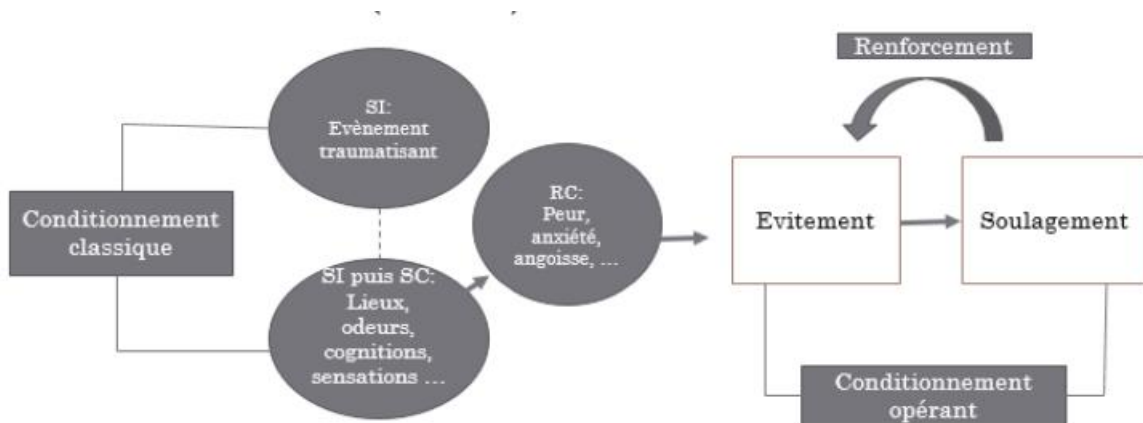 SI:
Evènement
traumatisant
Conditionnement
classique
SI puis SC:
Lieux,
odeurs,
cognitions,
sensations ...
RC:
Peur,
anxiété,
angoisse, ...
Renforcement
Evitement
Soulagement
Conditionnement
opérant